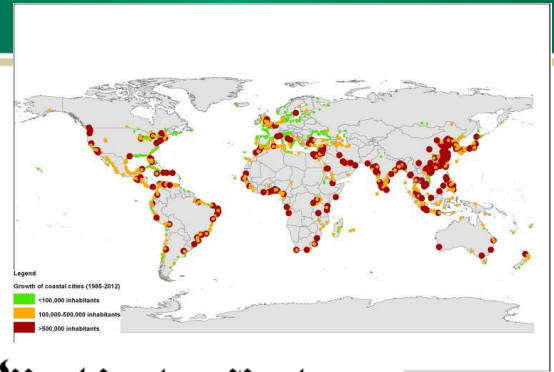 Legend
Growth of coastal cities (1985-2012)
<100,000 inhabitants
100,000-500,000 inhabitants
>500,000 inhabitants